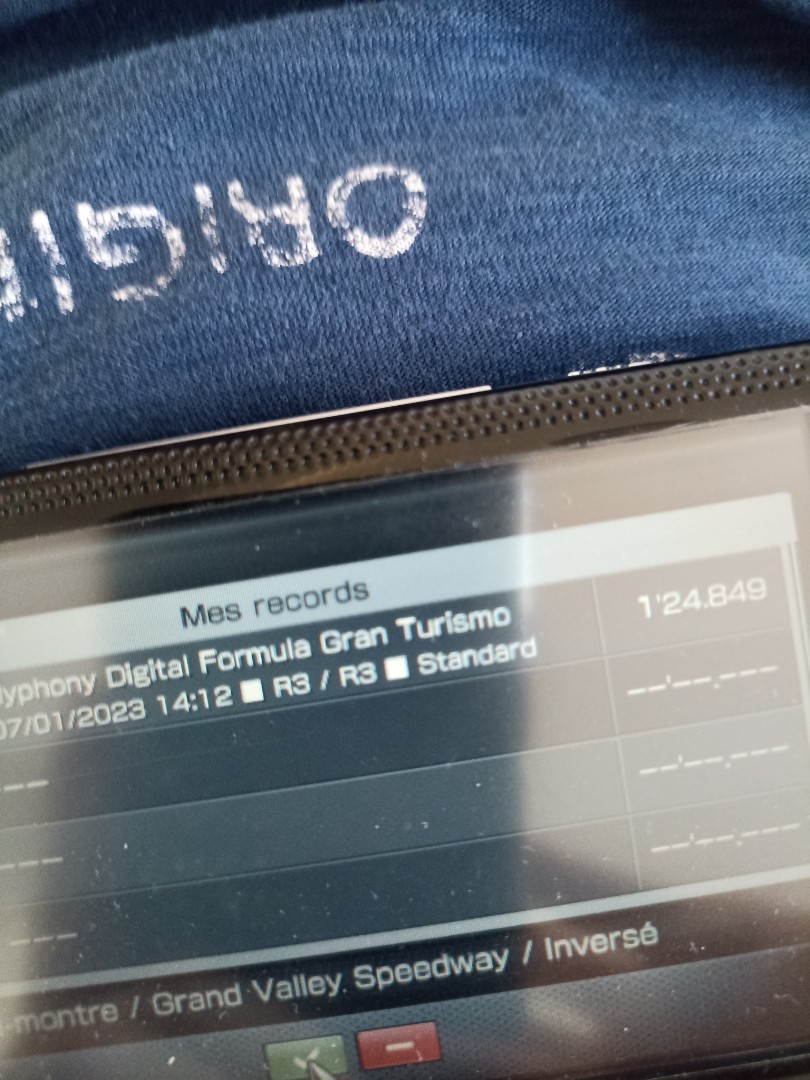 ORIGI
Mes records
lyphony Digital Formula Gran Turismo
1'24.849
07/01/2023 14:12 ■ R3 / R3 ■ Standard
--'--.---
---
--'--.---
---
--'--.---
---
-montre / Grand Valley Speedway / Inversé